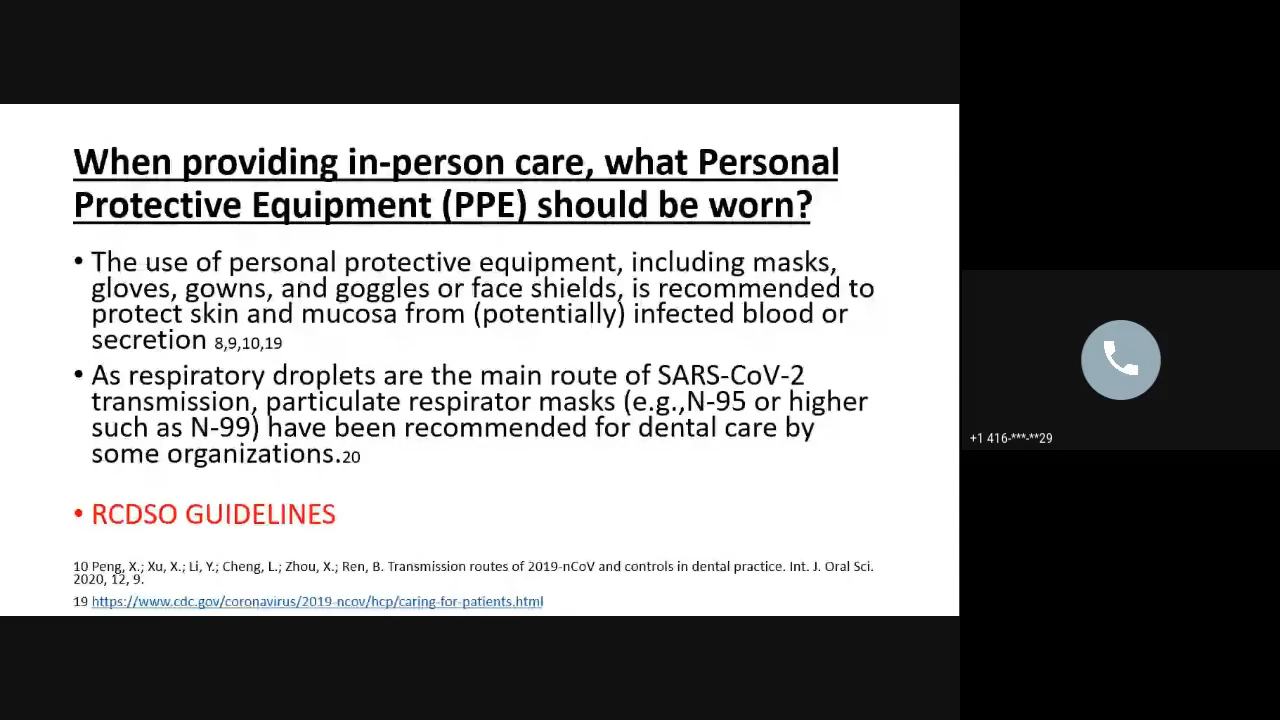 When providing in-person care, what Personal
Protective Equipment (PPE) should be worn?
• The use of personal protective equipment, including masks,
gloves, gowns, and goggles or face shields, is recommended to
protect skin and mucosa from (potentially) infected blood or
secretion 8,9,10,19
• As respiratory droplets are the main route of SARS-CoV-2
transmission, particulate respirator masks (e.g.,N-95 or higher
such as N-99) have been recommended for dental care by
some organizations.20
• RCDSO GUIDELINES
10 Peng, X.; Xu, X.; Li, Y.; Cheng, L.; Zhou, X.; Ren, B. Transmission routes of 2019-nCoV and controls in dental practice. Int. J. Oral Sci.
2020, 12, 9.
19 https://www.cdc.gov/coronavirus/2019-ncov/hcp/caring-for-patients.html
+1 416-***-**29